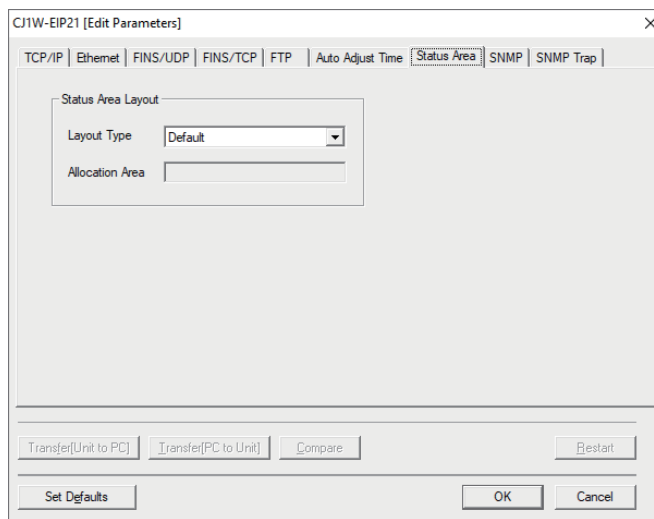 CJ1W-EIP21 [Edit Parameters]
TCP/IP Ethernet FINS/UDP FINS/TCP FTP Auto Adjust Time Status Area SNMP SNMP Trap
Status Area Layout
Layout Type Default
Allocation Area
Transfer[Unit to PC] Transfer[PC to Unit] Compare Restart
Set Defaults OK Cancel